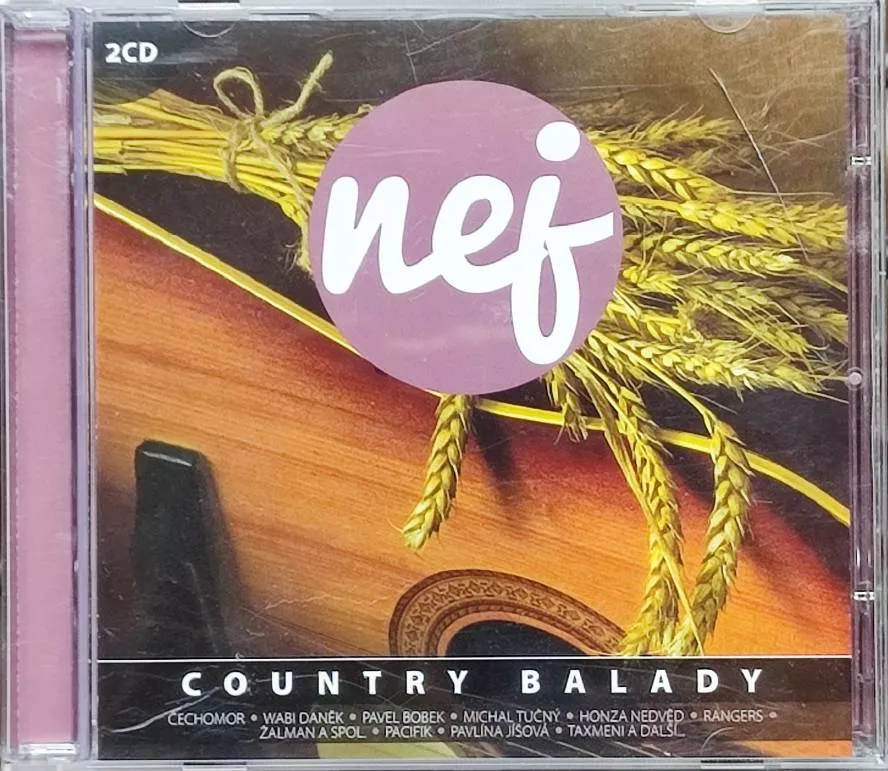 2CD
nej
COUNTRY BALADY
ČECHOMOR • WABI DANĚK • PAVEL BOBEK • MICHAL TUČNÝ • HONZA NEDVĚD • RANGERS •
ŽALMAN A SPOL. • PACIFIK • PAVLÍNA JÍŠOVÁ • TAXMENI A DALŠÍ...